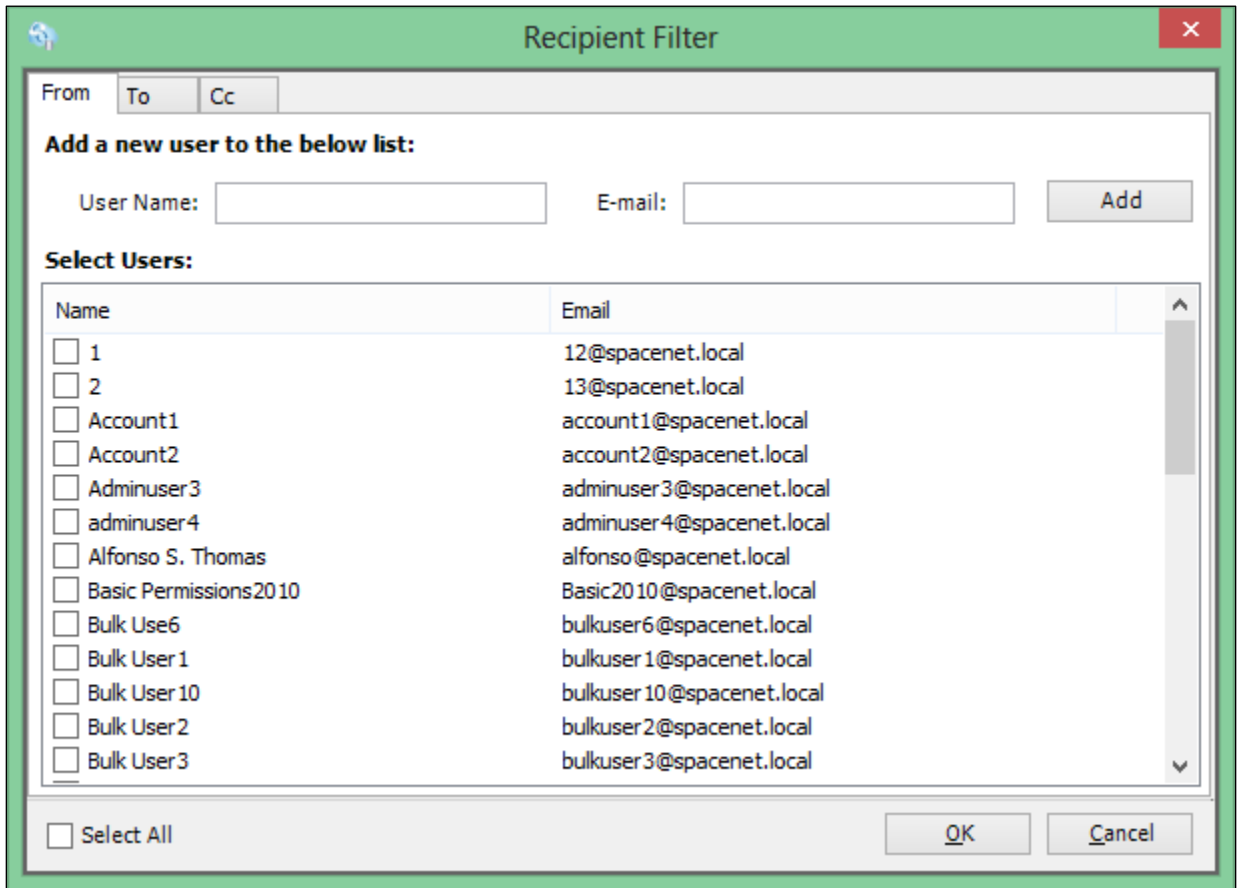 Recipient Filter
From To Cc
Add a new user to the below list:
User Name: E-mail: Add
Select Users:
Name Email
1 12@spacenet.local
2 13@spacenet.local
Account1 account1@spacenet.local
Account2 account2@spacenet.local
Adminuser3 adminuser3@spacenet.local
adminuser4 adminuser4@spacenet.local
Alfonso S. Thomas alfonso@spacenet.local
Basic Permissions2010 Basic2010@spacenet.local
Bulk Use6 bulkuser6@spacenet.local
Bulk User1 bulkuser1@spacenet.local
Bulk User10 bulkuser10@spacenet.local
Bulk User2 bulkuser2@spacenet.local
Bulk User3 bulkuser3@spacenet.local
Select All OK Cancel